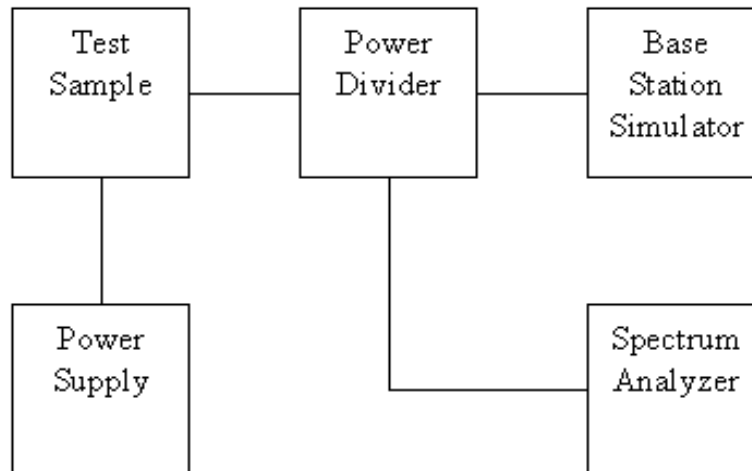 Test
Sample
Power
Divider
Base
Station
Simulator
Power
Supply
Spectrum
Analyzer